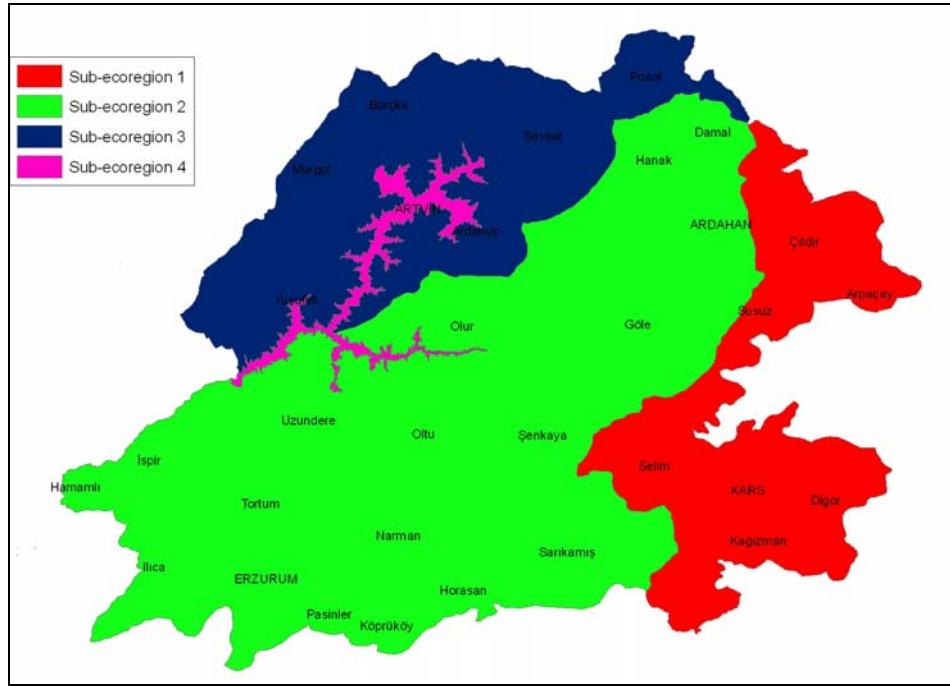 Sub-ecoregion 1
Sub-ecoregion 2
Sub-ecoregion 3
Sub-ecoregion 4
Posof
Borçka
Şavşat
Damal
Hanak
Murgul
ARTVİN
ARDAHAN
Ardanuç
Çıldır
Arpaçay
Yusufeli
Susuz
Olur
Göle
Uzundere
Oltu
Şenkaya
İspir
Selim
Hamamlı
KARS
Digor
Tortum
Narman
Kağızman
Sarıkamış
Ilıca
ERZURUM
Horasan
Pasinler
Köprüköy